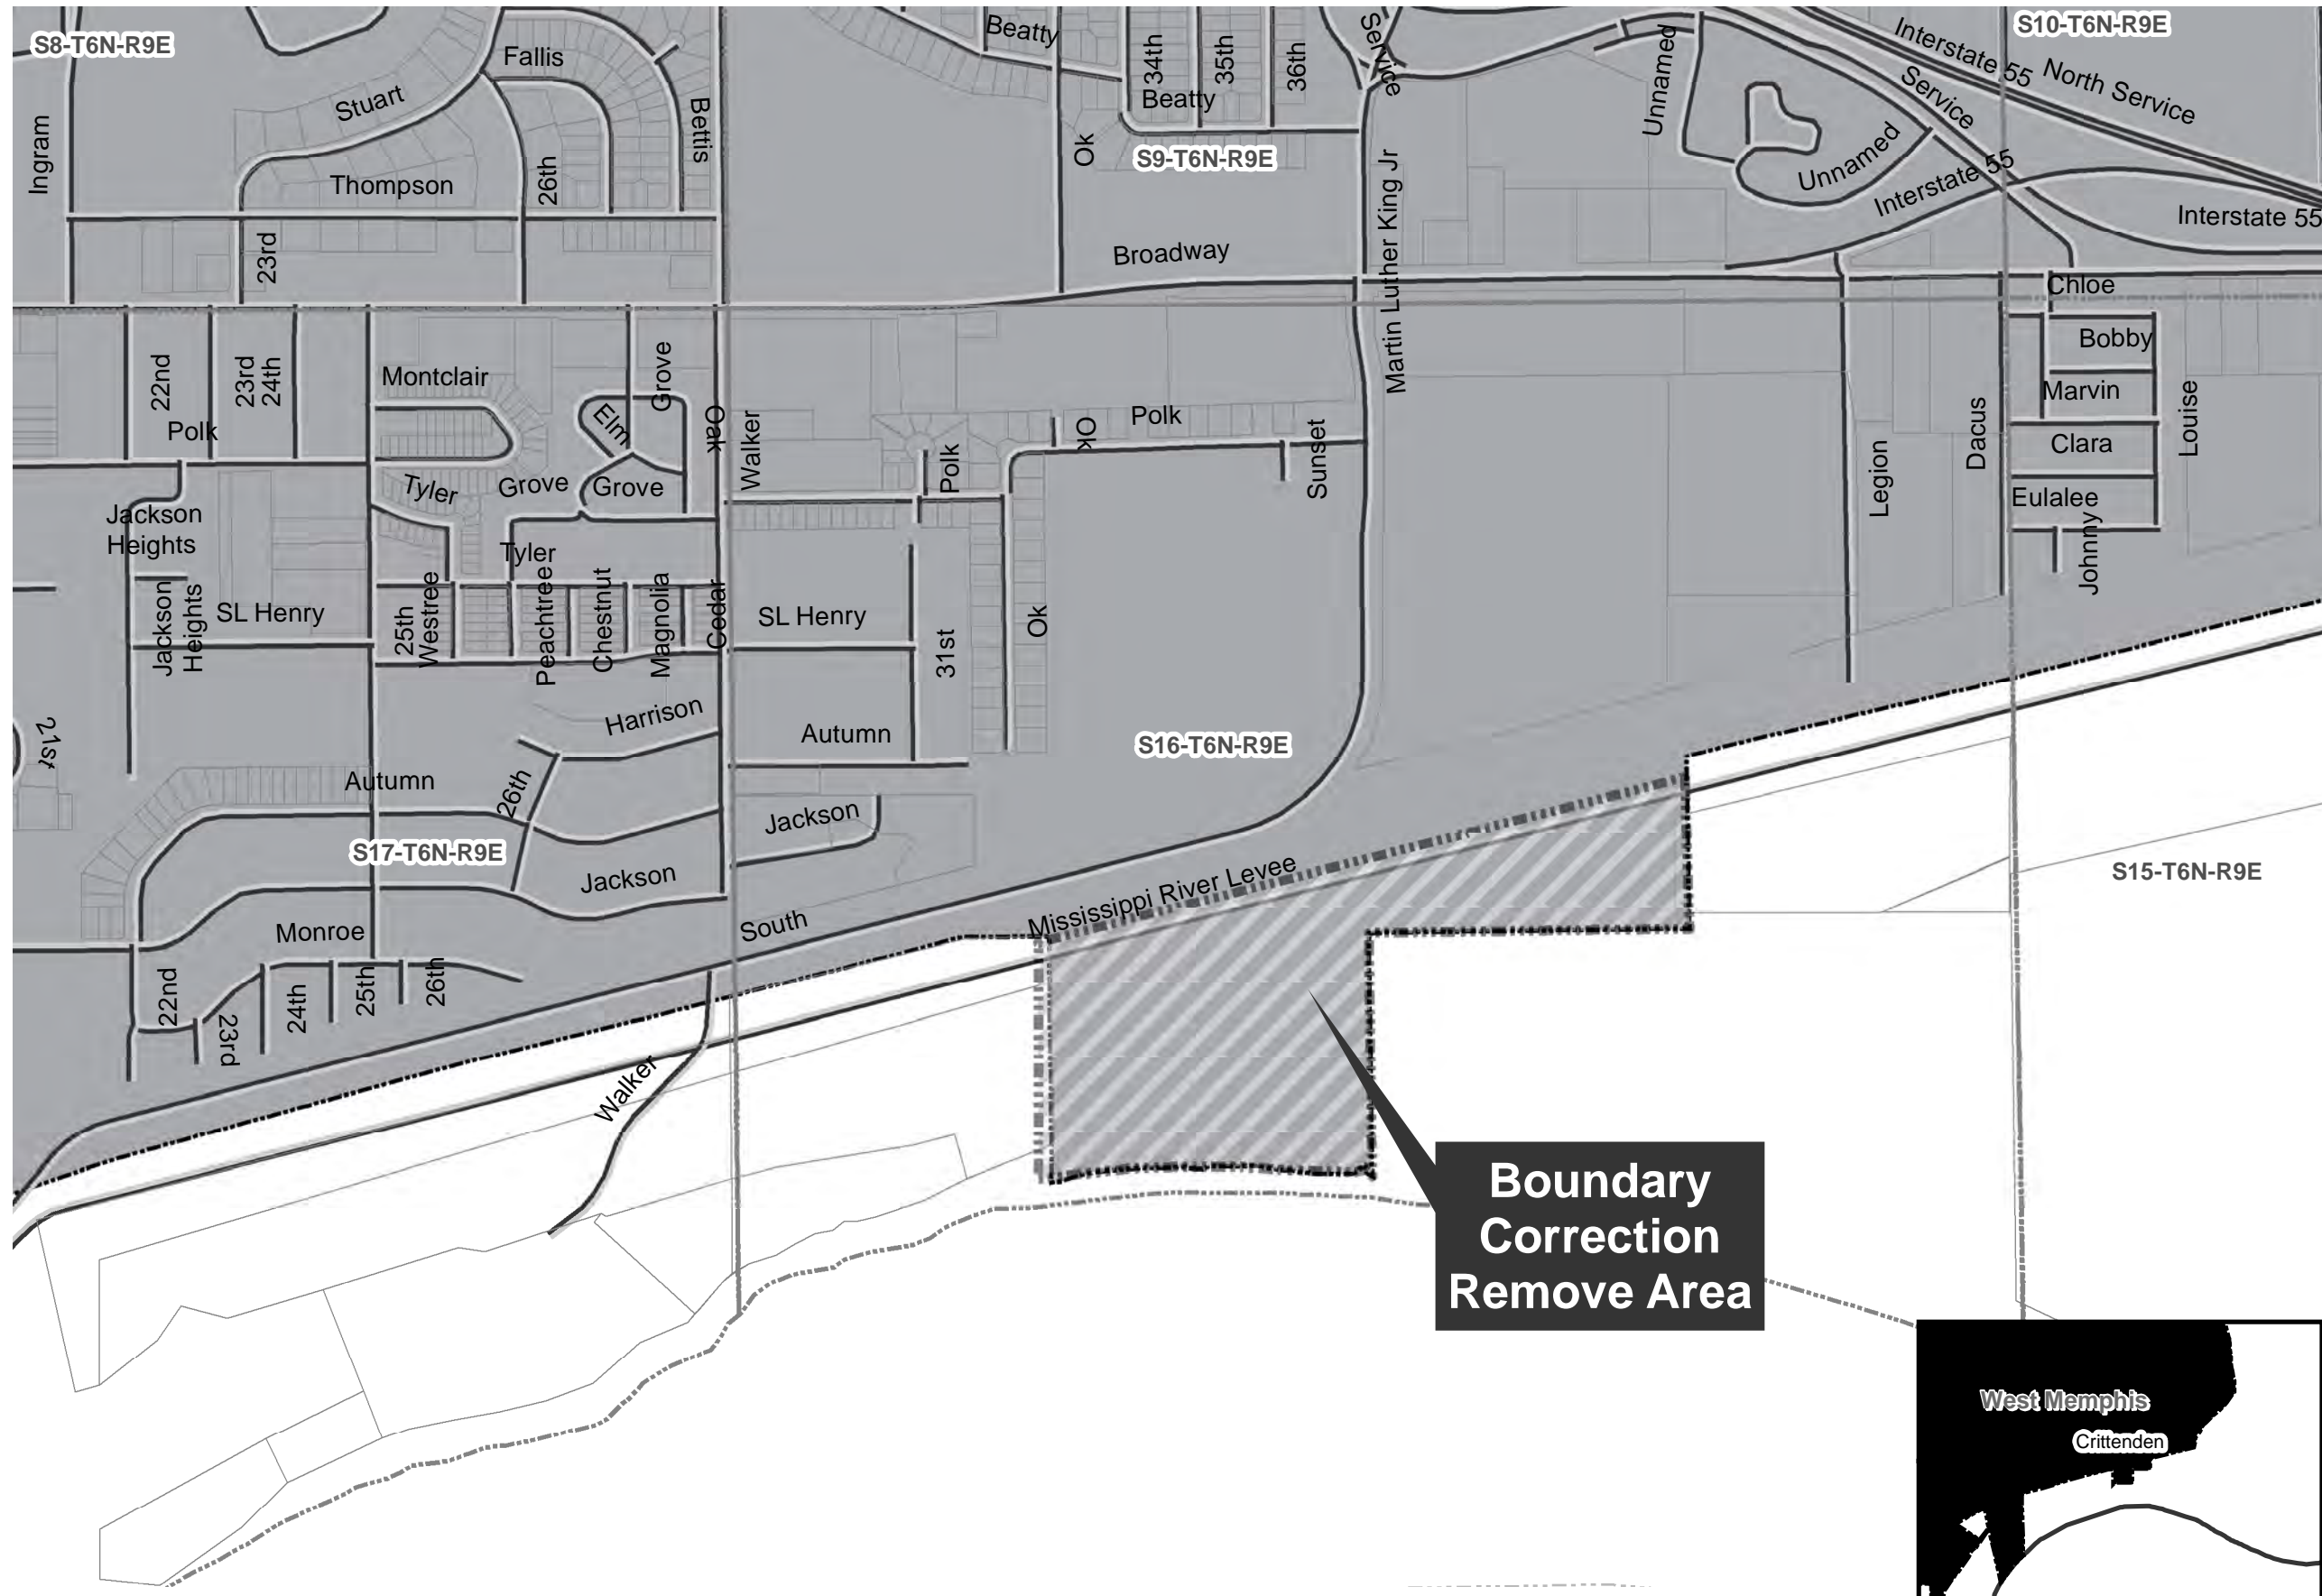 S8-T6N-R9E
Fallis
Beatty
34th
35th
36th
Service
Unnamed
Interstate 55
S10-T6N-R9E
North Service
Service
Stuart
Bettis
Beatty
Ingram
Ok
S9-T6N-R9E
Unnamed
Interstate 55
Interstate 55
Thompson
26th
23rd
Broadway
Martin Luther King Jr
Chloe
Bobby
Marvin
Clara
Eulalee
Johnny
Louise
Dacus
Legion
22nd
23rd
24th
Montclair
Grove
Elm
Oak
Walker
Polk
Polk
Ok
Polk
Sunset
Tyler
Grove
Grove
Jackson
Heights
Tyler
Jackson
Heights
SL Henry
25th
Westree
Peachtree
Chestnut
Magnolia
Cedar
SL Henry
31st
Ok
21st
Harrison
Autumn
S16-T6N-R9E
Autumn
26th
Jackson
S17-T6N-R9E
Jackson
Mississippi River Levee
S15-T6N-R9E
Monroe
South
22nd
23rd
24th
25th
26th
Walker
Boundary
Correction
Remove Area
West Memphis
Crittenden